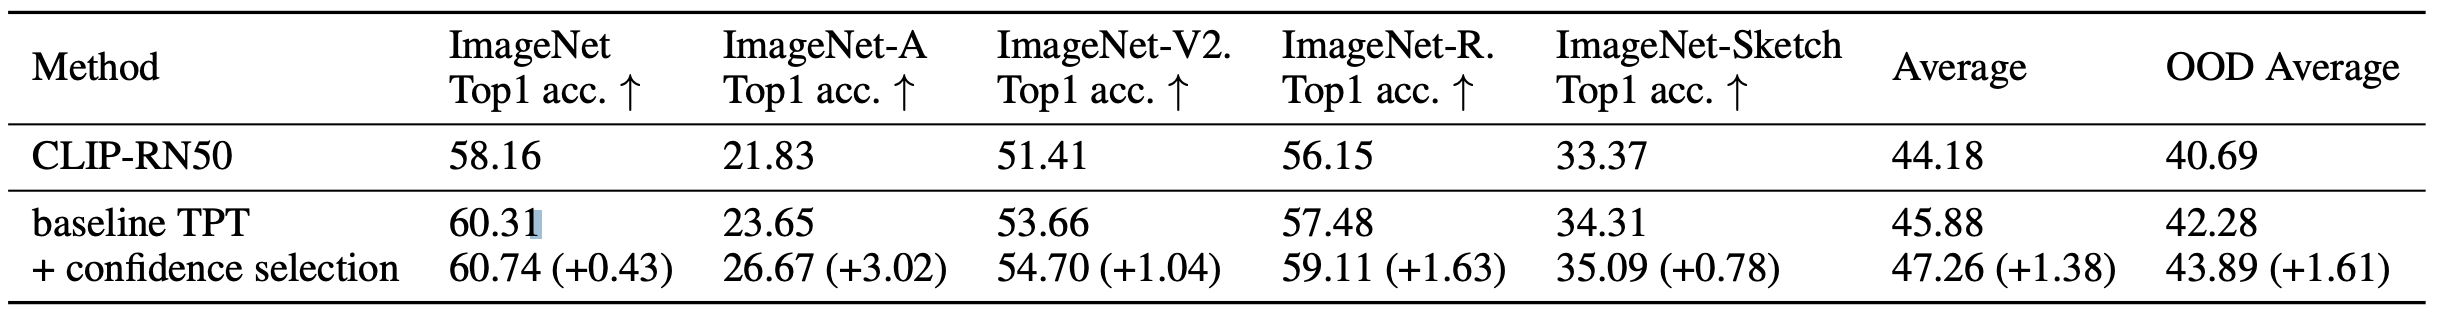 Method ImageNet Top1 acc. ↑ ImageNet-A Top1 acc. ↑ ImageNet-V2. Top1 acc. ↑ ImageNet-R. Top1 acc. ↑ ImageNet-Sketch Top1 acc. ↑ Average OOD Average
CLIP-RN50 58.16 21.83 51.41 56.15 33.37 44.18 40.69
baseline TPT 60.31 23.65 53.66 57.48 34.31 45.88 42.28
+ confidence selection 60.74 (+0.43) 26.67 (+3.02) 54.70 (+1.04) 59.11 (+1.63) 35.09 (+0.78) 47.26 (+1.38) 43.89 (+1.61)